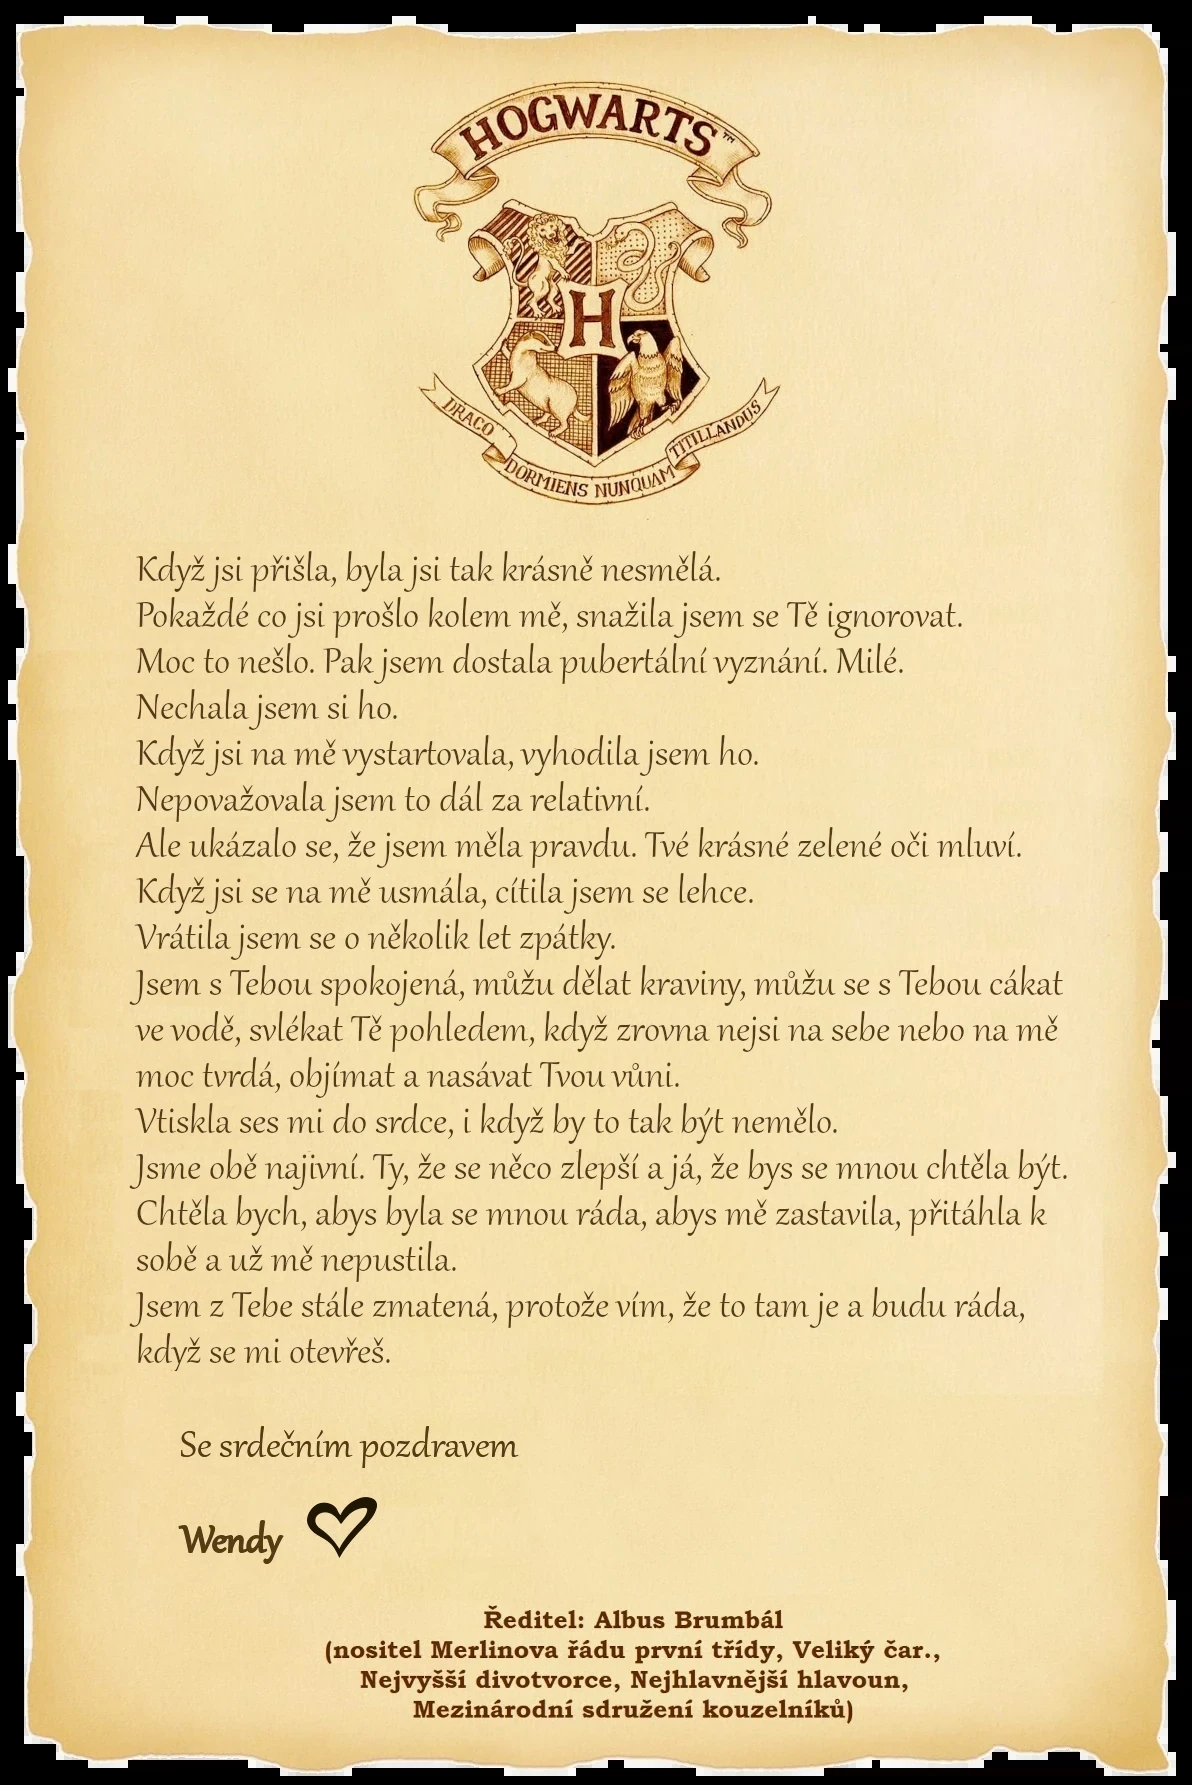 HOGWARTS™
H
DRACO DORMIENS NUNQUAM TITILLANDUS
Když jsi přišla, byla jsi tak krásně nesmělá.
Pokaždé co jsi prošlo kolem mě, snažila jsem se Tě ignorovat.
Moc to nešlo. Pak jsem dostala pubertální vyznání. Milé.
Nechala jsem si ho.
Když jsi na mě vystartovala, vyhodila jsem ho.
Nepovažovala jsem to dál za relativní.
Ale ukázalo se, že jsem měla pravdu. Tvé krásné zelené oči mluví.
Když jsi se na mě usmála, cítila jsem se lehce.
Vrátila jsem se o několik let zpátky.
Jsem s Tebou spokojená, můžu dělat kraviny, můžu se s Tebou cákat
ve vodě, svlékat Tě pohledem, když zrovna nejsi na sebe nebo na mě
moc tvrdá, objímat a nasávat Tvou vůni.
Vtiskla ses mi do srdce, i když by to tak být nemělo.
Jsme obě najivní. Ty, že se něco zlepší a já, že bys se mnou chtěla být.
Chtěla bych, abys byla se mnou ráda, abys mě zastavila, přitáhla k
sobě a už mě nepustila.
Jsem z Tebe stále zmatená, protože vím, že to tam je a budu ráda,
když se mi otevřeš.
Se srdečním pozdravem
Wendy
Ředitel: Albus Brumbál
(nositel Merlinova řádu první třídy, Veliký čar.,
Nejvyšší divotvorce, Nejhlavnější hlavoun,
Mezinárodní sdružení kouzelníků)